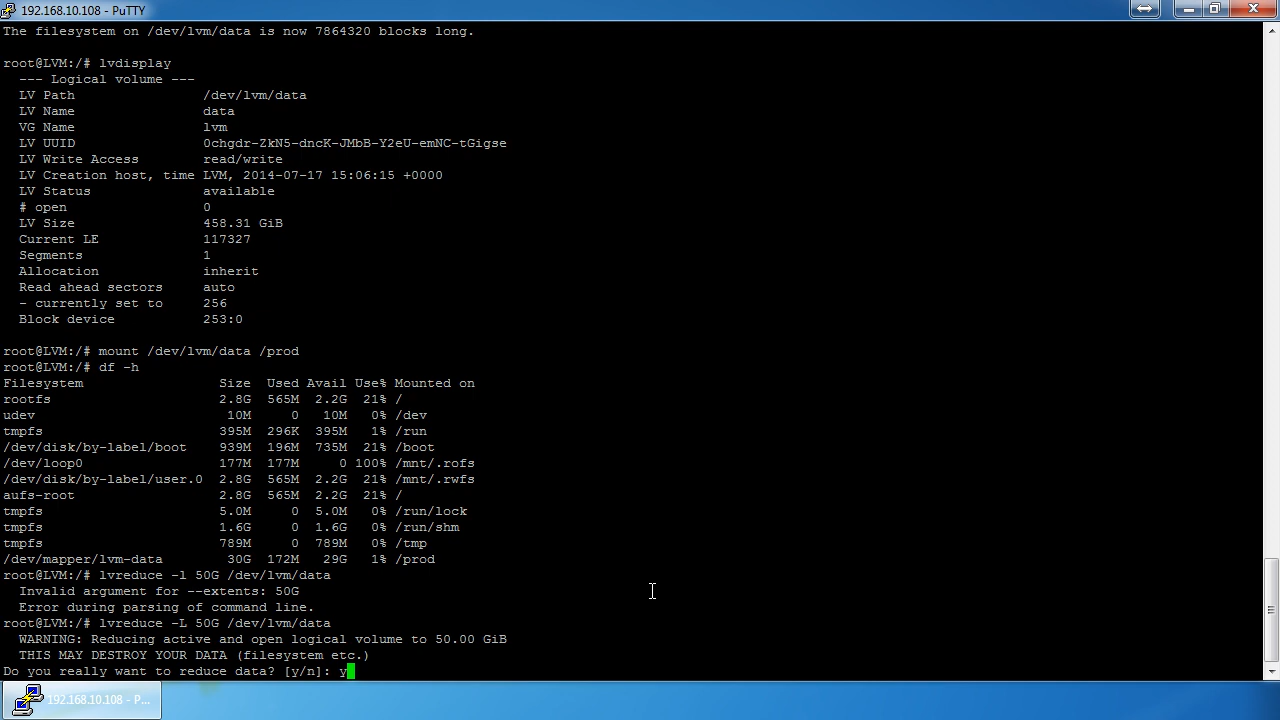 192.168.10.108 - PuTTY
The filesystem on /dev/lvm/data is now 7864320 blocks long.
root@LVM:/# lvdisplay
--- Logical volume ---
LV Path                /dev/lvm/data
LV Name                data
VG Name                lvm
LV UUID                0chgdr-ZkN5-dncK-JMbB-Y2eU-emNC-tGigse
LV Write Access        read/write
LV Creation host, time LVM, 2014-07-17 15:06:15 +0000
LV Status              available
# open                 0
LV Size                458.31 GiB
Current LE             117327
Segments               1
Allocation             inherit
Read ahead sectors     auto
- currently set to     256
Block device           253:0
root@LVM:/# mount /dev/lvm/data /prod
root@LVM:/# df -h
Filesystem                 Size  Used Avail Use% Mounted on
rootfs                     2.8G  565M  2.2G  21% /
udev                        10M     0   10M   0% /dev
tmpfs                      395M  296K  395M   1% /run
/dev/disk/by-label/boot    939M  196M  735M  21% /boot
/dev/loop0                 177M  177M     0 100% /mnt/.rofs
/dev/disk/by-label/user.0  2.8G  565M  2.2G  21% /mnt/.rwfs
aufs-root                  2.8G  565M  2.2G  21% /
tmpfs                      5.0M     0  5.0M   0% /run/lock
tmpfs                      1.6G     0  1.6G   0% /run/shm
tmpfs                      789M     0  789M   0% /tmp
/dev/mapper/lvm-data        30G  172M   29G   1% /prod
root@LVM:/# lvreduce -l 50G /dev/lvm/data
Invalid argument for --extents: 50G
Error during parsing of command line.
root@LVM:/# lvreduce -L 50G /dev/lvm/data
WARNING: Reducing active and open logical volume to 50.00 GiB
THIS MAY DESTROY YOUR DATA (filesystem etc.)
Do you really want to reduce data? [y/n]: y
192.168.10.108 - P...